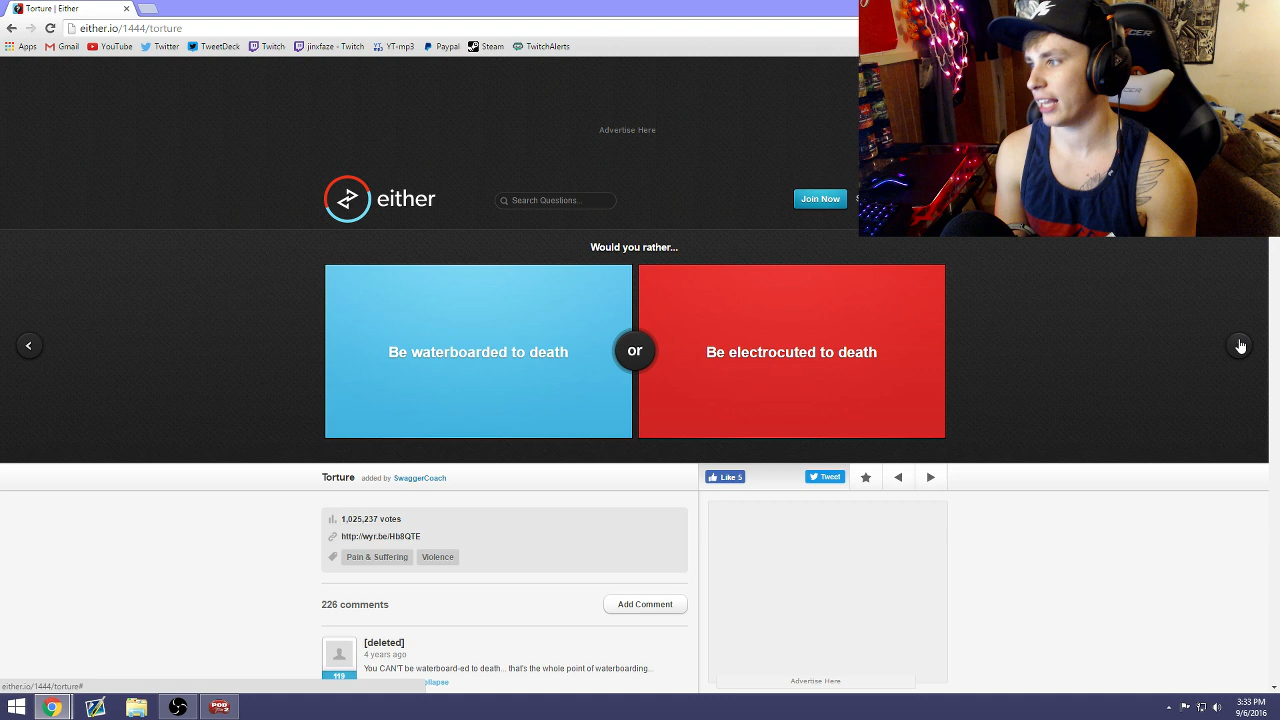 Torture | Either
either.io/1444/torture
Apps Gmail YouTube Twitter TweetDeck Twitch jinxfaze - Twitch YT-mp3 Paypal Steam TwitchAlerts
Advertise Here
either
Search Questions...
Join Now
Would you rather...
Be waterboarded to death
or
Be electrocuted to death
Torture added by SwaggerCoach
Like 5
Tweet
1,025,237 votes
http://wyr.be/Hb8QTE
Pain & Suffering Violence
226 comments
Add Comment
[deleted]
4 years ago
You CAN'T be waterboard-ed to death... that's the whole point of waterboarding...
119
ollapse
Advertise Here
either.io/1444/torture#
3:33 PM
9/6/2016